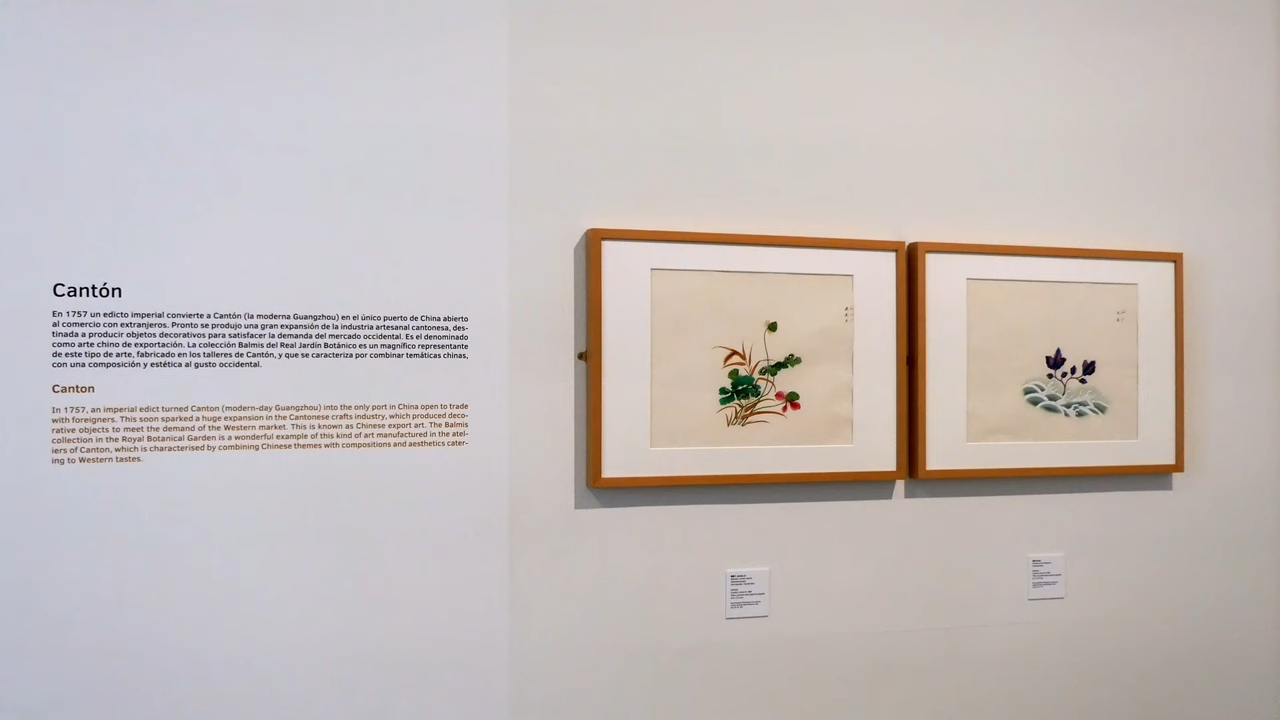 Cantón
En 1757 un edicto imperial convierte a Cantón (la moderna Guangzhou) en el único puerto de China abierto
al comercio con extranjeros. Pronto se produjo una gran expansión de la industria artesanal cantonesa, des-
tinada a producir objetos decorativos para satisfacer la demanda del mercado occidental. Es el denominado
como arte chino de exportación. La colección Balmis del Real Jardín Botánico es un magnífico representante
de este tipo de arte, fabricado en los talleres de Cantón, y que se caracteriza por combinar temáticas chinas,
con una composición y estética al gusto occidental.
Canton
In 1757, an imperial edict turned Canton (modern-day Guangzhou) into the only port in China open to trade
with foreigners. This soon sparked a huge expansion in the Cantonese crafts industry, which produced deco-
rative objects to meet the demand of the Western market. This is known as Chinese export art. The Balmis
collection in the Royal Botanical Garden is a wonderful example of this kind of art manufactured in the atel-
iers of Canton, which is characterised by combining Chinese themes with compositions and aesthetics cater-
ing to Western tastes.